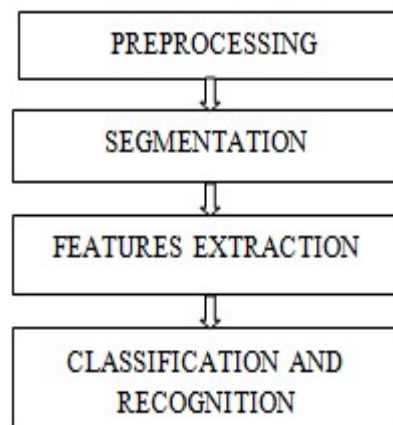 PREPROCESSING
SEGMENTATION
FEATURES EXTRACTION
CLASSIFICATION AND
RECOGNITION